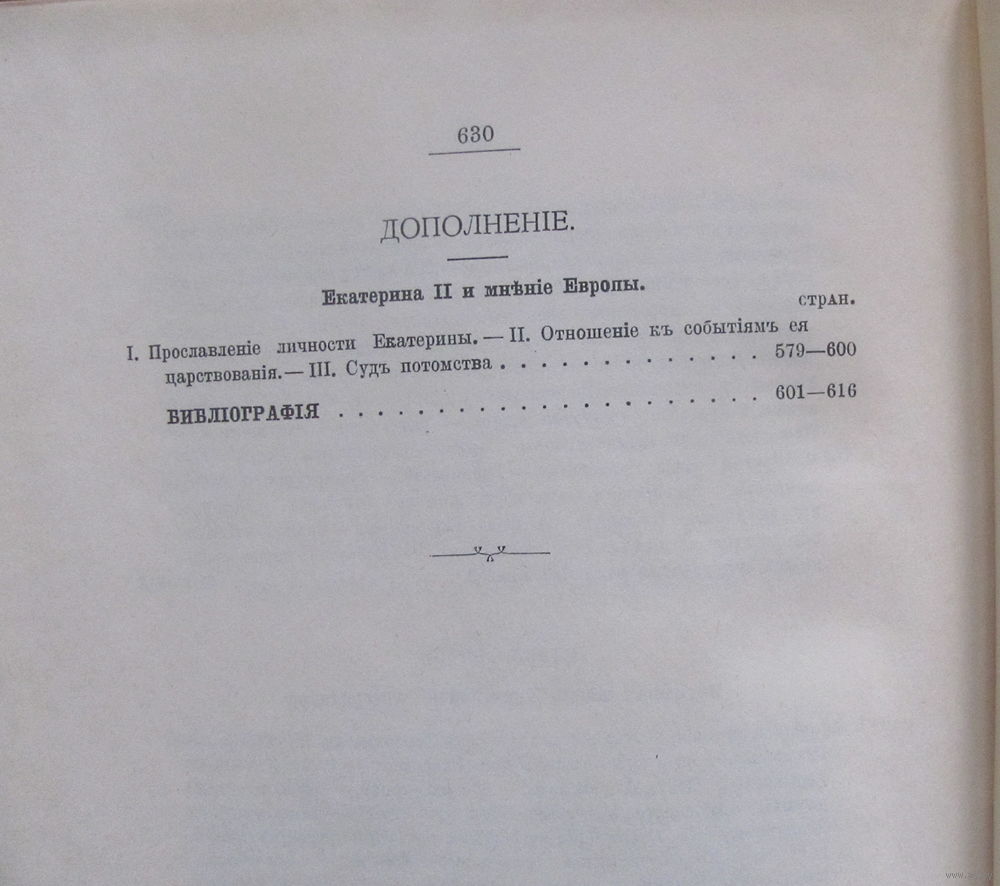 630
ДОПОЛНЕНІЕ.
Екатерина II и мнѣніе Европы.
стран.
I. Прославленіе личности Екатерины. — II. Отношеніе къ событіямъ ея
царствованія. — III. Судъ потомства . . . . . . . . . . . . . 579—600
БИБЛІОГРАФІЯ . . . . . . . . . . . . . . . . . . . . . . 601—616